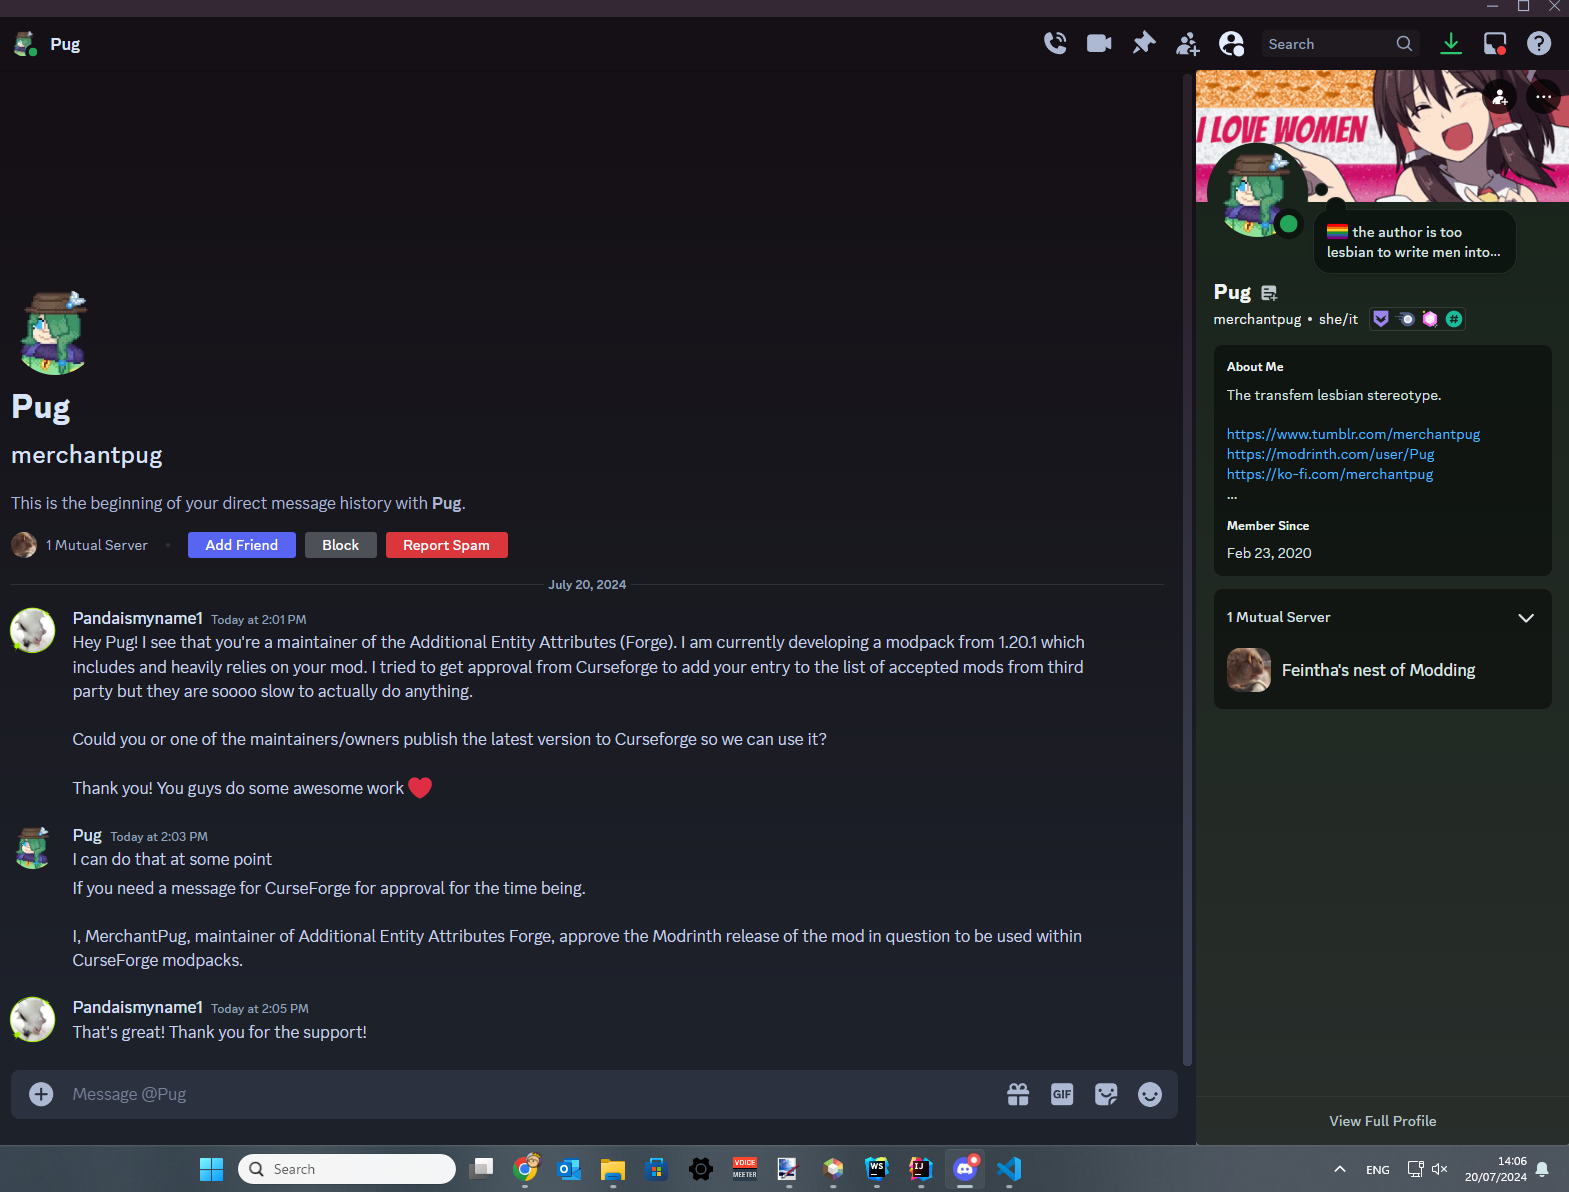 Pug
Search
I LOVE WOMEN
the author is too
lesbian to write men into...
Pug
merchantpug • she/it
About Me
The transfem lesbian stereotype.
https://www.tumblr.com/merchantpug
https://modrinth.com/user/Pug
https://ko-fi.com/merchantpug
...
Member Since
Feb 23, 2020
1 Mutual Server
Feintha's nest of Modding
View Full Profile
Pug
merchantpug
This is the beginning of your direct message history with Pug.
1 Mutual Server
Add Friend
Block
Report Spam
July 20, 2024
Pandaismyname1 Today at 2:01 PM
Hey Pug! I see that you're a maintainer of the Additional Entity Attributes (Forge). I am currently developing a modpack from 1.20.1 which
includes and heavily relies on your mod. I tried to get approval from Curseforge to add your entry to the list of accepted mods from third
party but they are soooo slow to actually do anything.
Could you or one of the maintainers/owners publish the latest version to Curseforge so we can use it?
Thank you! You guys do some awesome work
Pug Today at 2:03 PM
I can do that at some point
If you need a message for CurseForge for approval for the time being.
I, MerchantPug, maintainer of Additional Entity Attributes Forge, approve the Modrinth release of the mod in question to be used within
CurseForge modpacks.
Pandaismyname1 Today at 2:05 PM
That's great! Thank you for the support!
Message @Pug
GIF
Search
VOICE
MEETER
WS
IJ
ENG
14:06
20/07/2024